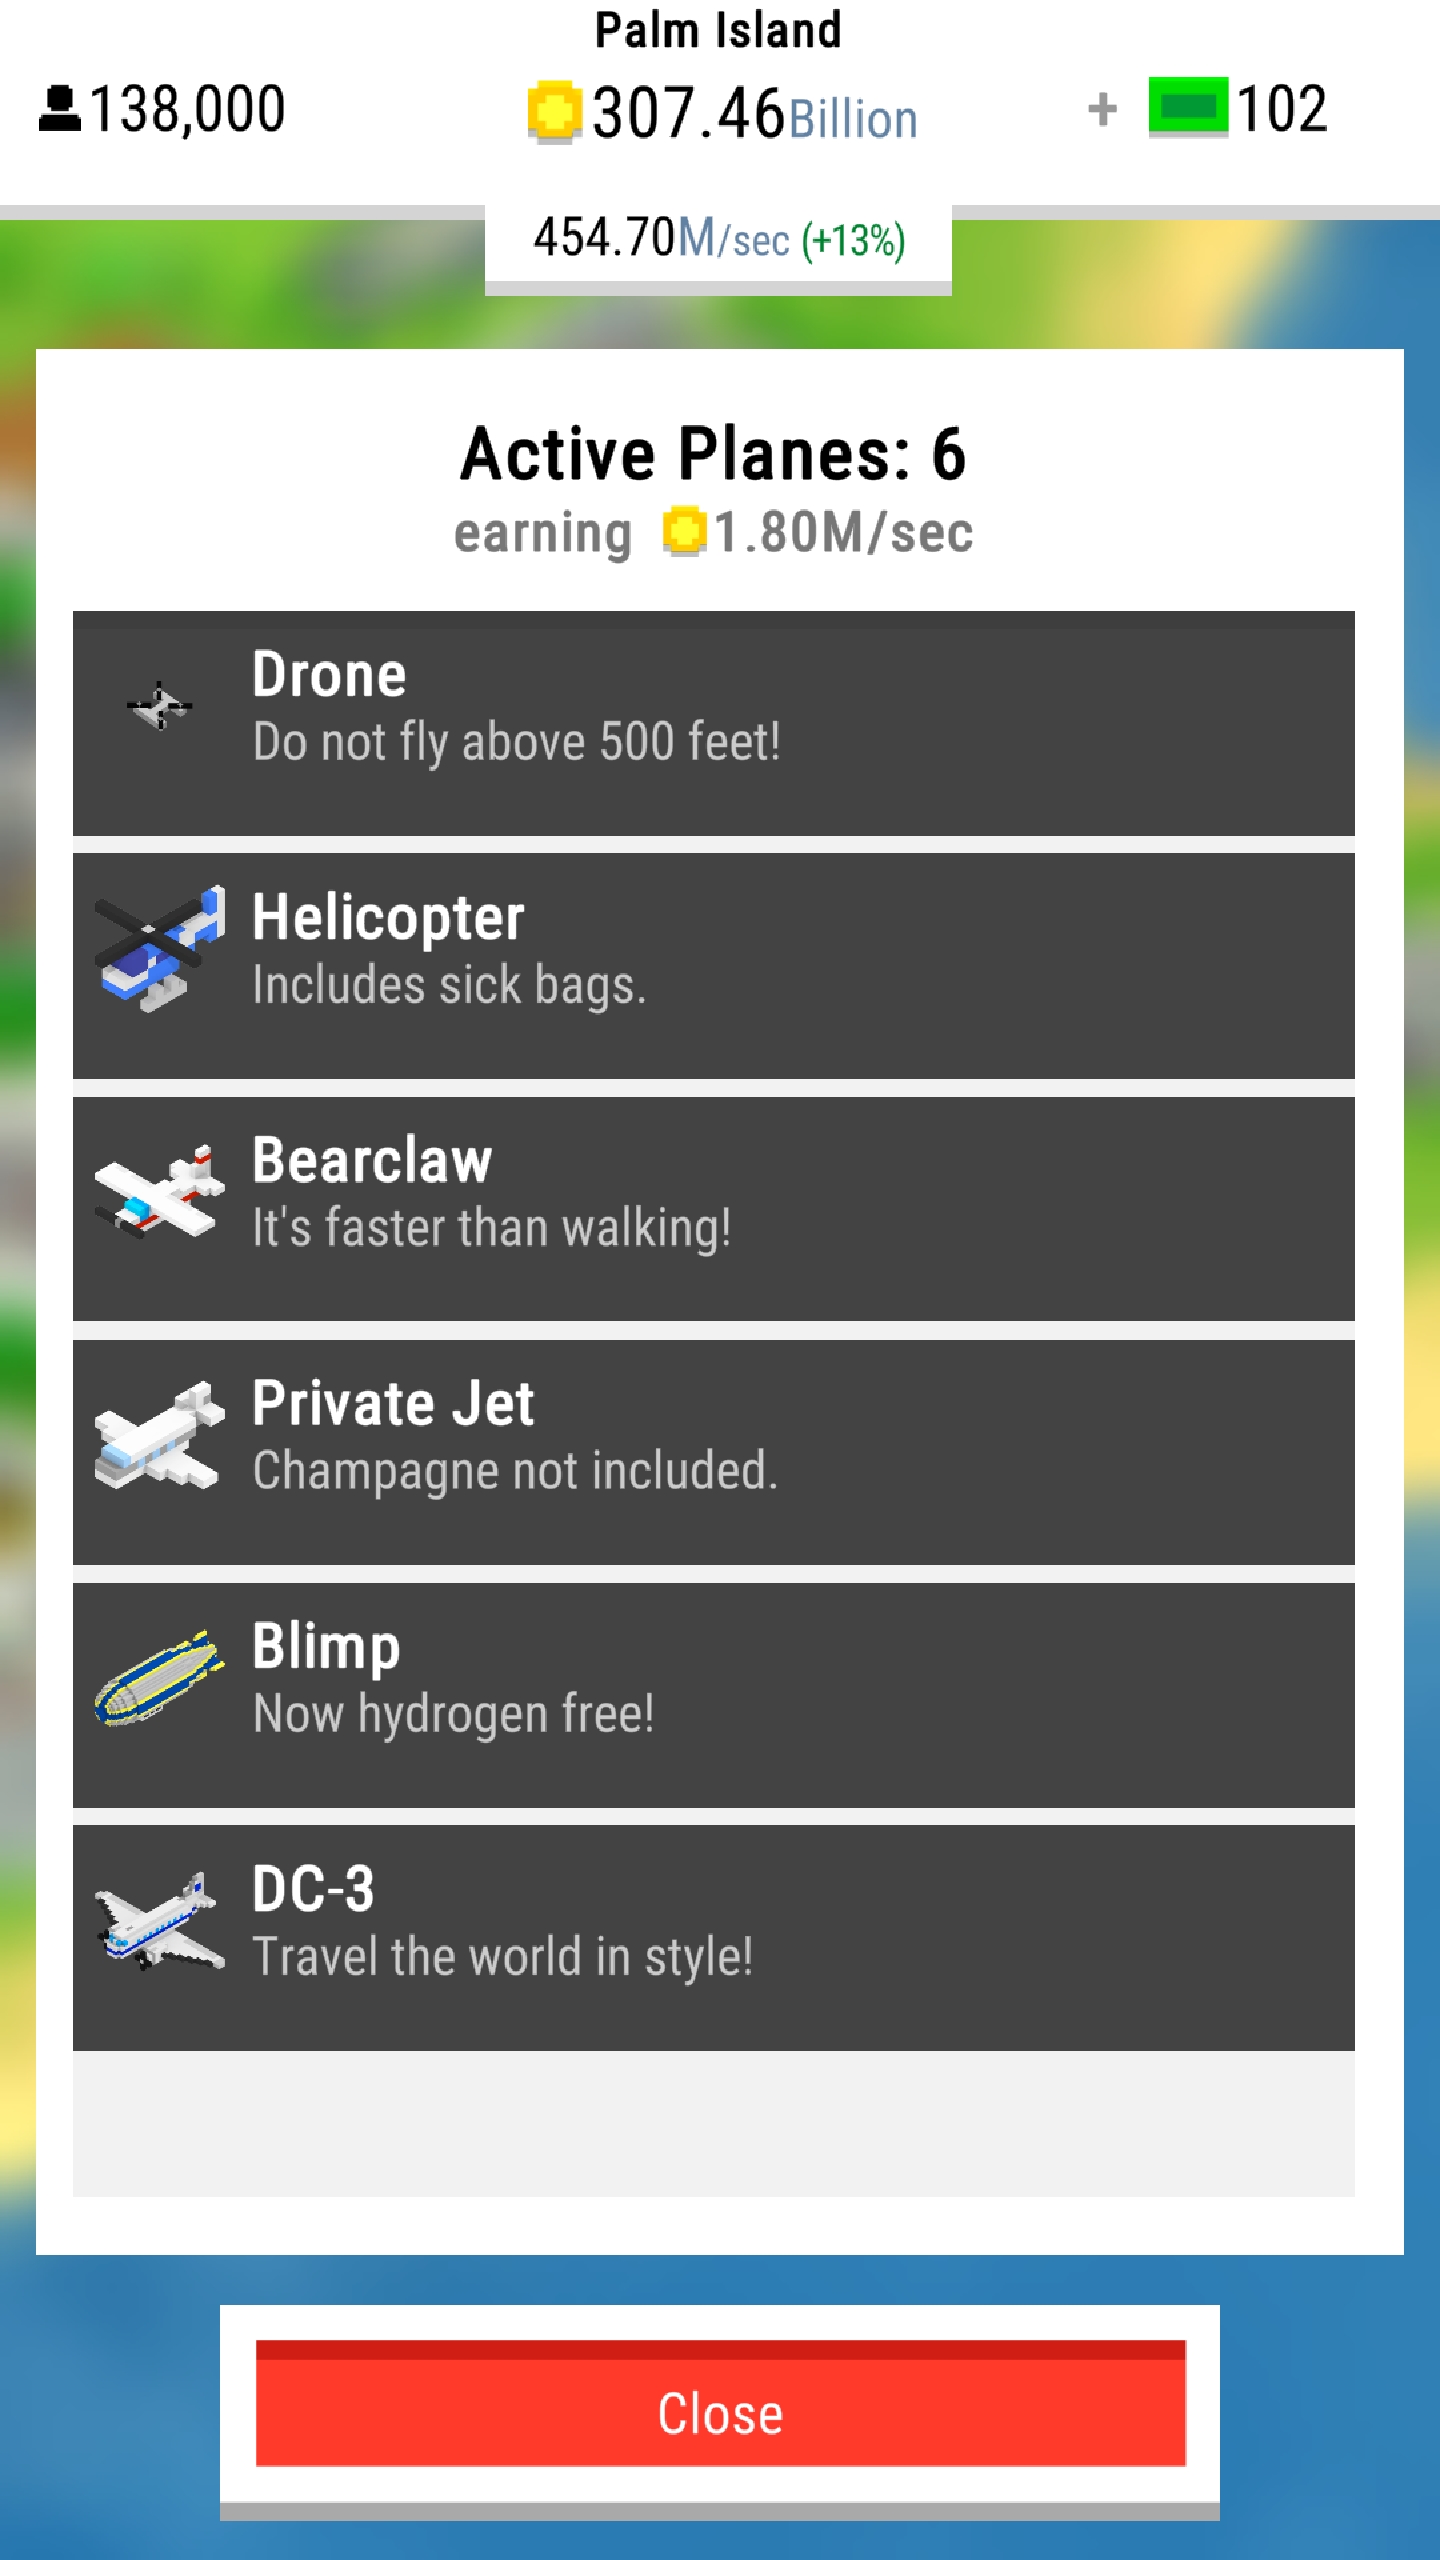 Palm Island
138,000
307.46Billion
+ 102
454.70M/sec (+13%)
Active Planes: 6
earning 1.80M/sec
Drone
Do not fly above 500 feet!
Helicopter
Includes sick bags.
Bearclaw
It's faster than walking!
Private Jet
Champagne not included.
Blimp
Now hydrogen free!
DC-3
Travel the world in style!
Close